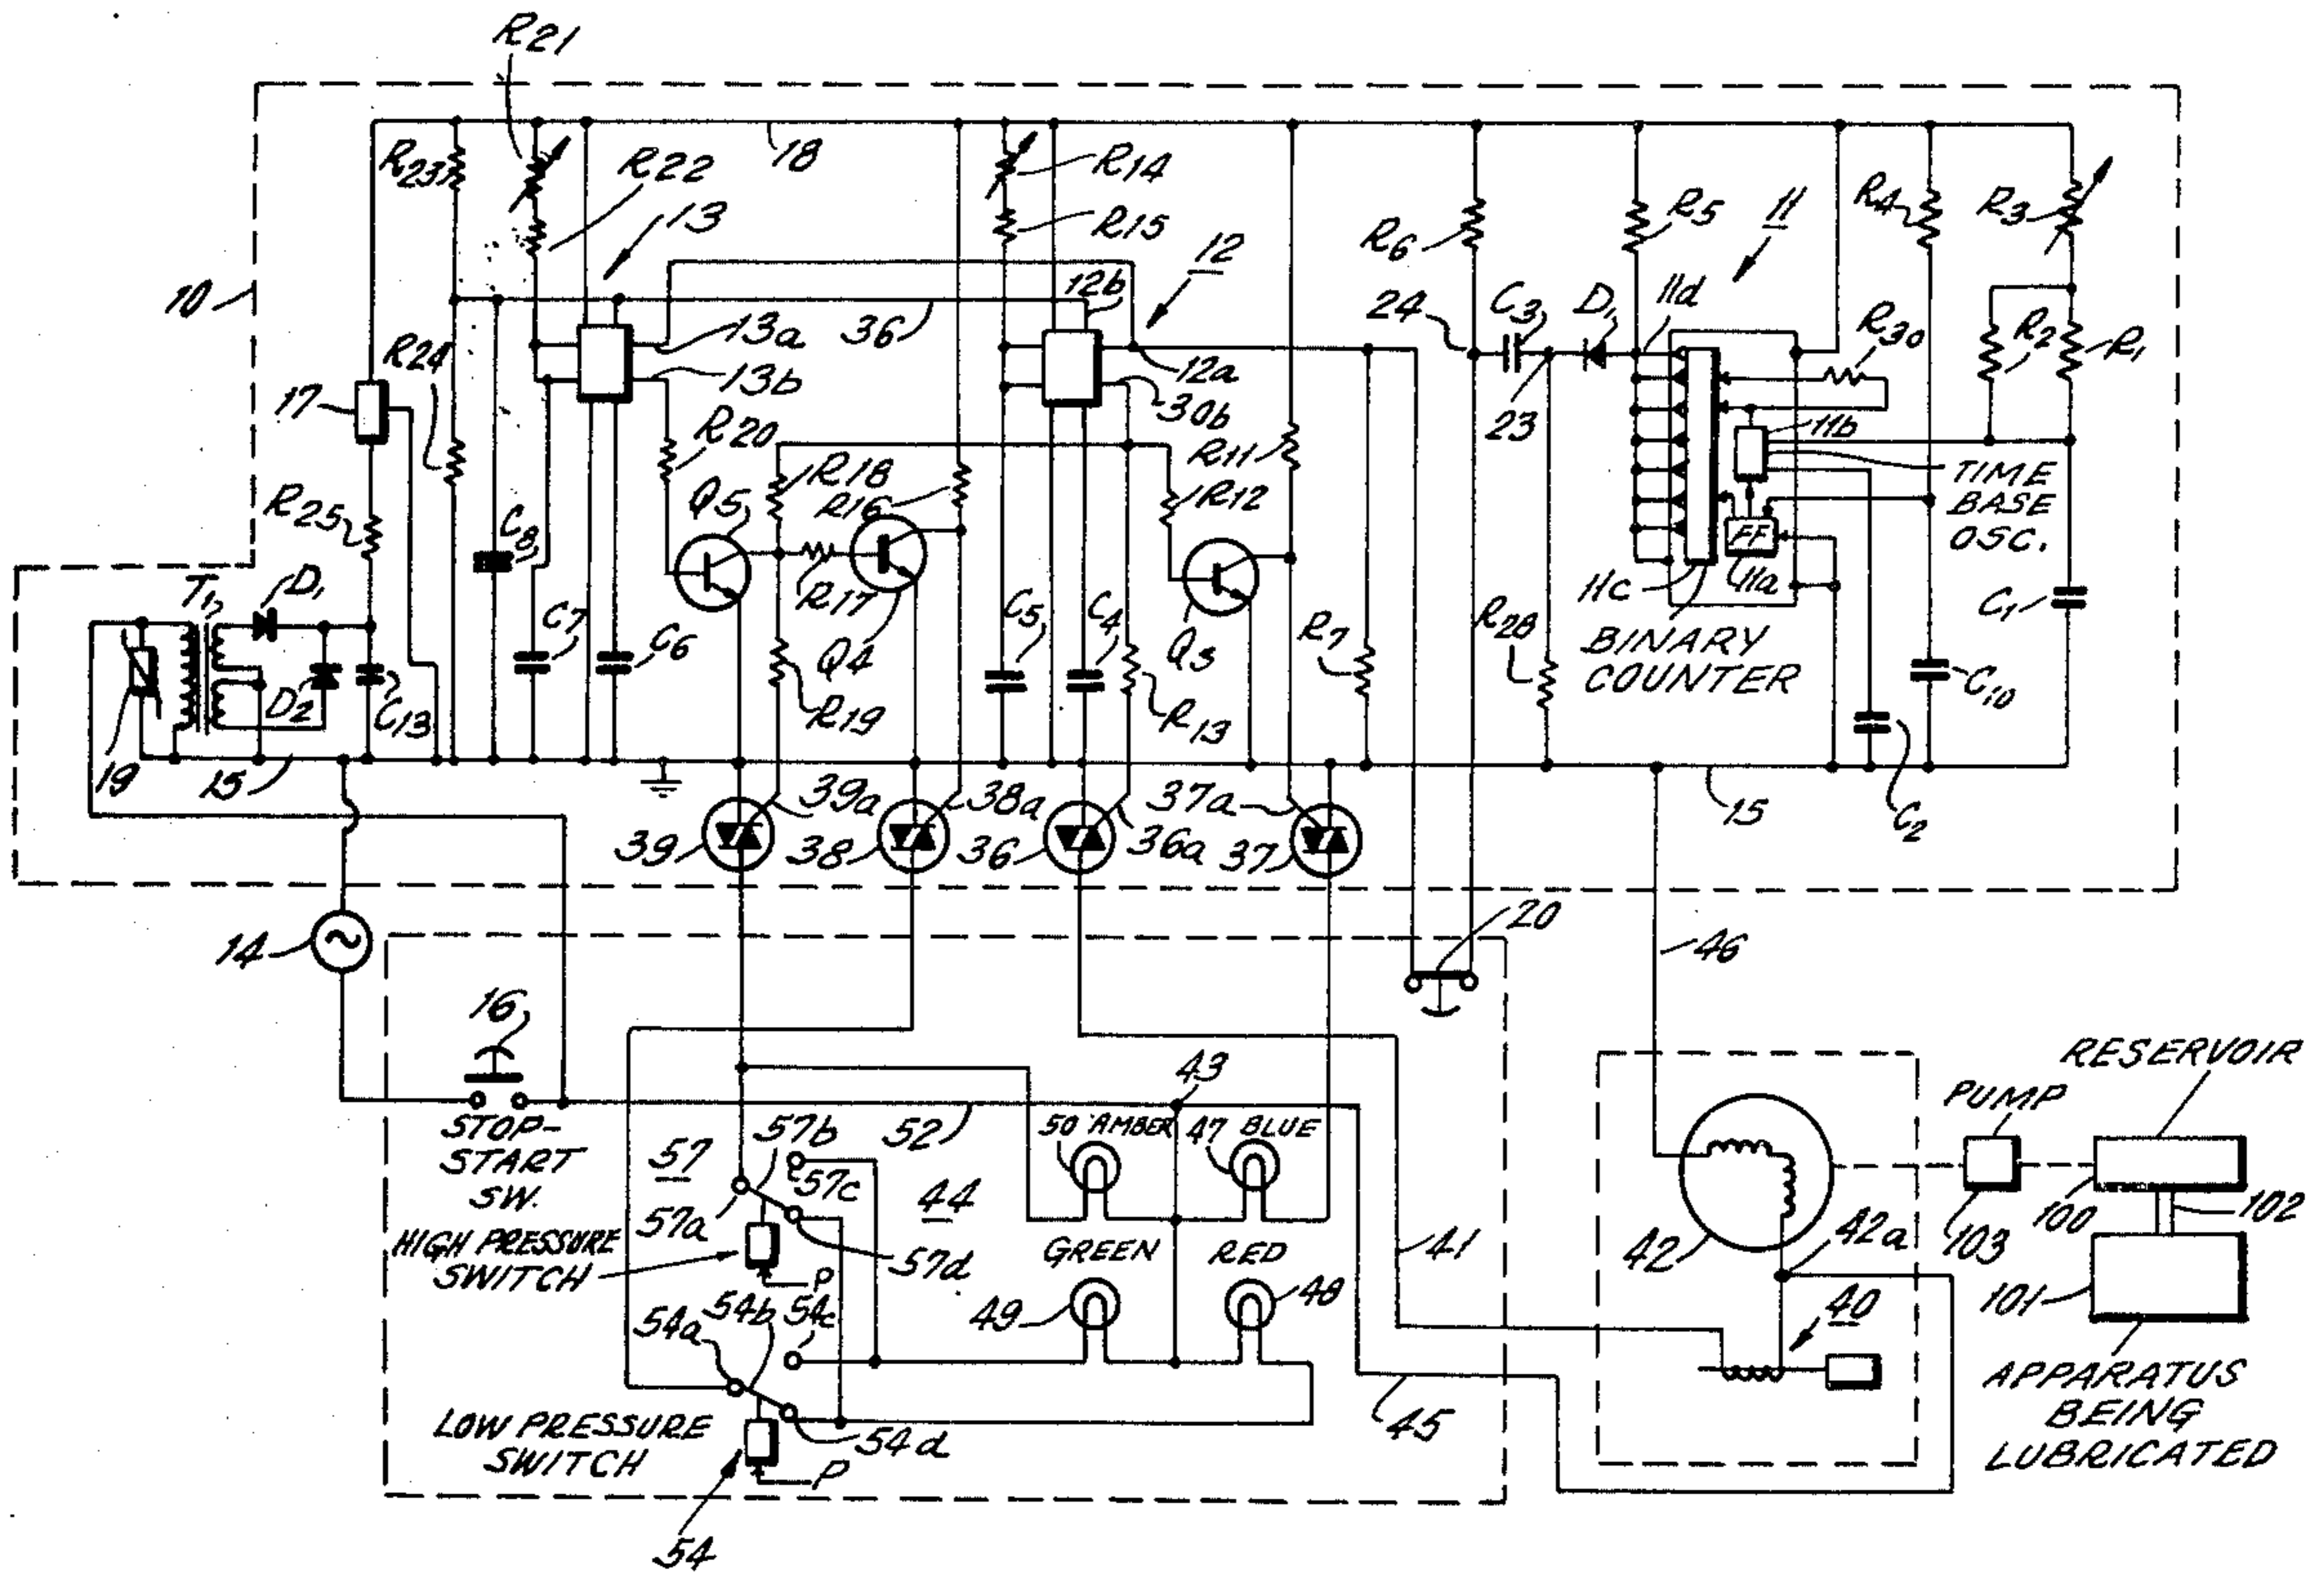 R21
R23
18
R22
13
R14
R15
12
12b
R6
R5
11
R4
R3
10
11d
24
C3
D1
R30
R2
R1
36
13a
13b
12a
30b
R24
17
23
11b
R20
R11
TIME
BASE
OSC.
R18
R16
R12
Q5
R25
C8
FF
11a
11c
R17
T1
D1
C7
C6
Q4
C5
C4
Q3
R7
R28
BINARY
COUNTER
C1
D2
C13
R19
R13
C10
19
15
39a
38a
37a
15
C2
39
38
36
36a
37
14
20
46
16
STOP-
START
SW.
43
RESERVOIR
PUMP
57
57b
52
50 AMBER
47 BLUE
57c
44
57a
HIGH PRESSURE
SWITCH
57d
GREEN
RED
41
42
42a
103
100
102
P
54b
54c
54a
49
48
40
101
LOW PRESSURE
SWITCH
54d
P
45
APPARATUS
BEING
LUBRICATED
54